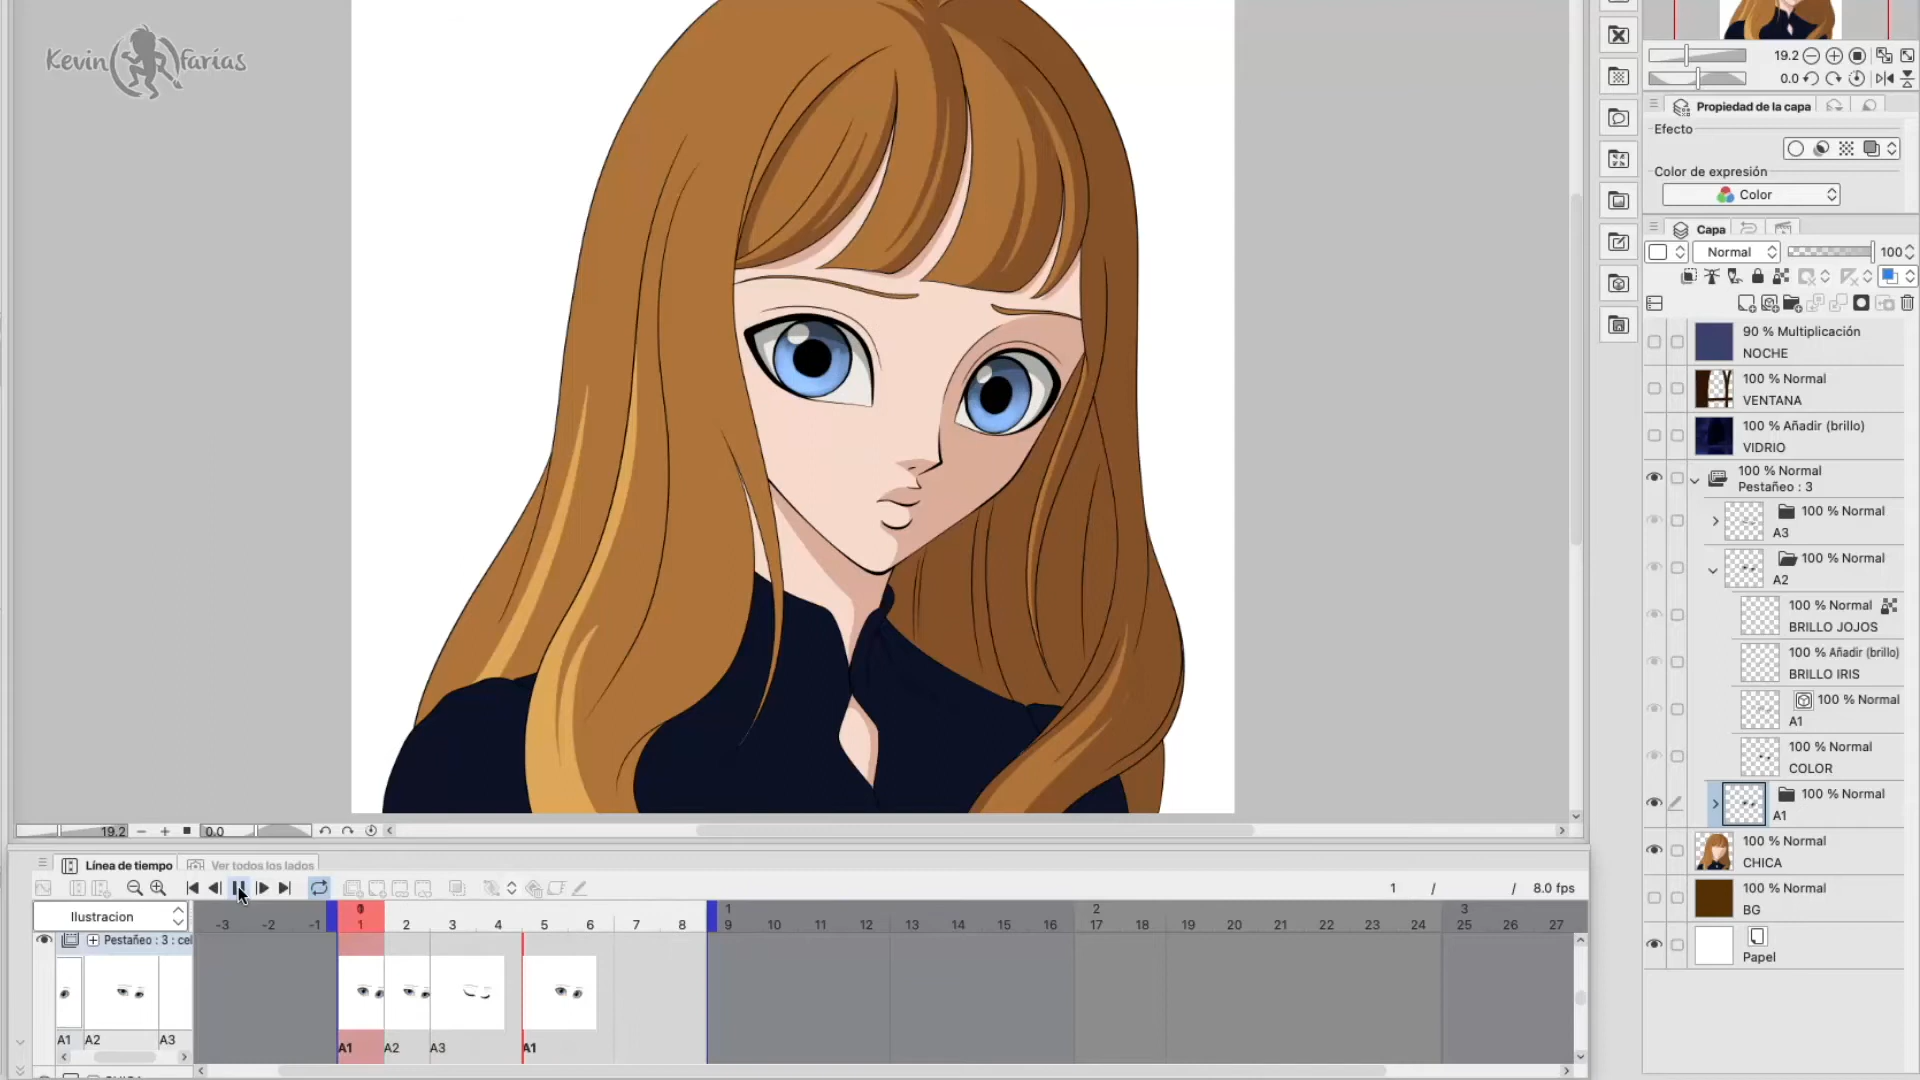 Kevin farías
19.2
0.0
Propiedad de la capa
Efecto
Color de expresión
Color
Capa
Normal 100
90 % Multiplicación
NOCHE
100 % Normal
VENTANA
100 % Añadir (brillo)
VIDRIO
100 % Normal
Pestañeo : 3
100 % Normal
A3
100 % Normal
A2
100 % Normal
BRILLO JOJOS
100 % Añadir (brillo)
BRILLO IRIS
100 % Normal
A1
100 % Normal
COLOR
100 % Normal
A1
100 % Normal
CHICA
100 % Normal
BG
Papel
19.2 0.0
Línea de tiempo Ver todos los lados
1 / / 8.0 fps
Ilustracion
0 1 2 3
-3 -2 -1 1 2 3 4 5 6 7 8 9 10 11 12 13 14 15 16 17 18 19 20 21 22 23 24 25 26 27
Pestañeo : 3 : cel
A1 A2 A3
A1 A2 A3 A1